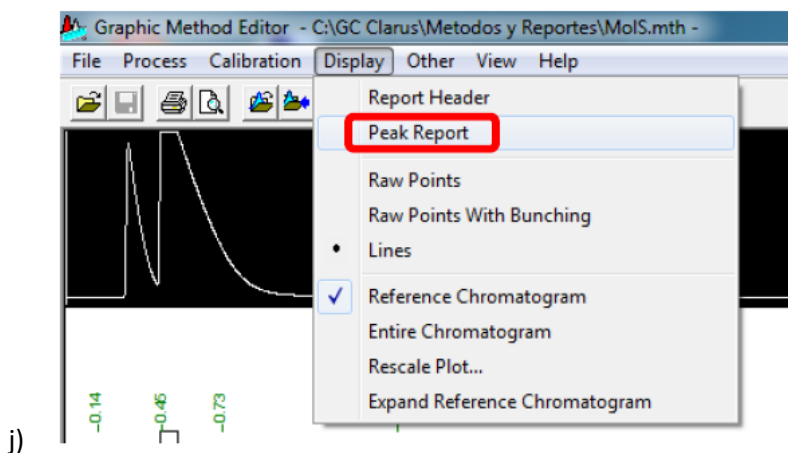 Graphic Method Editor - C:\GC Clarus\Metodos y Reportes\MolS.mth -
File Process Calibration Display Other View Help
Report Header
Peak Report
Raw Points
Raw Points With Bunching
Lines
Reference Chromatogram
Entire Chromatogram
Rescale Plot...
Expand Reference Chromatogram
-0.14
-0.45
-0.73
j)